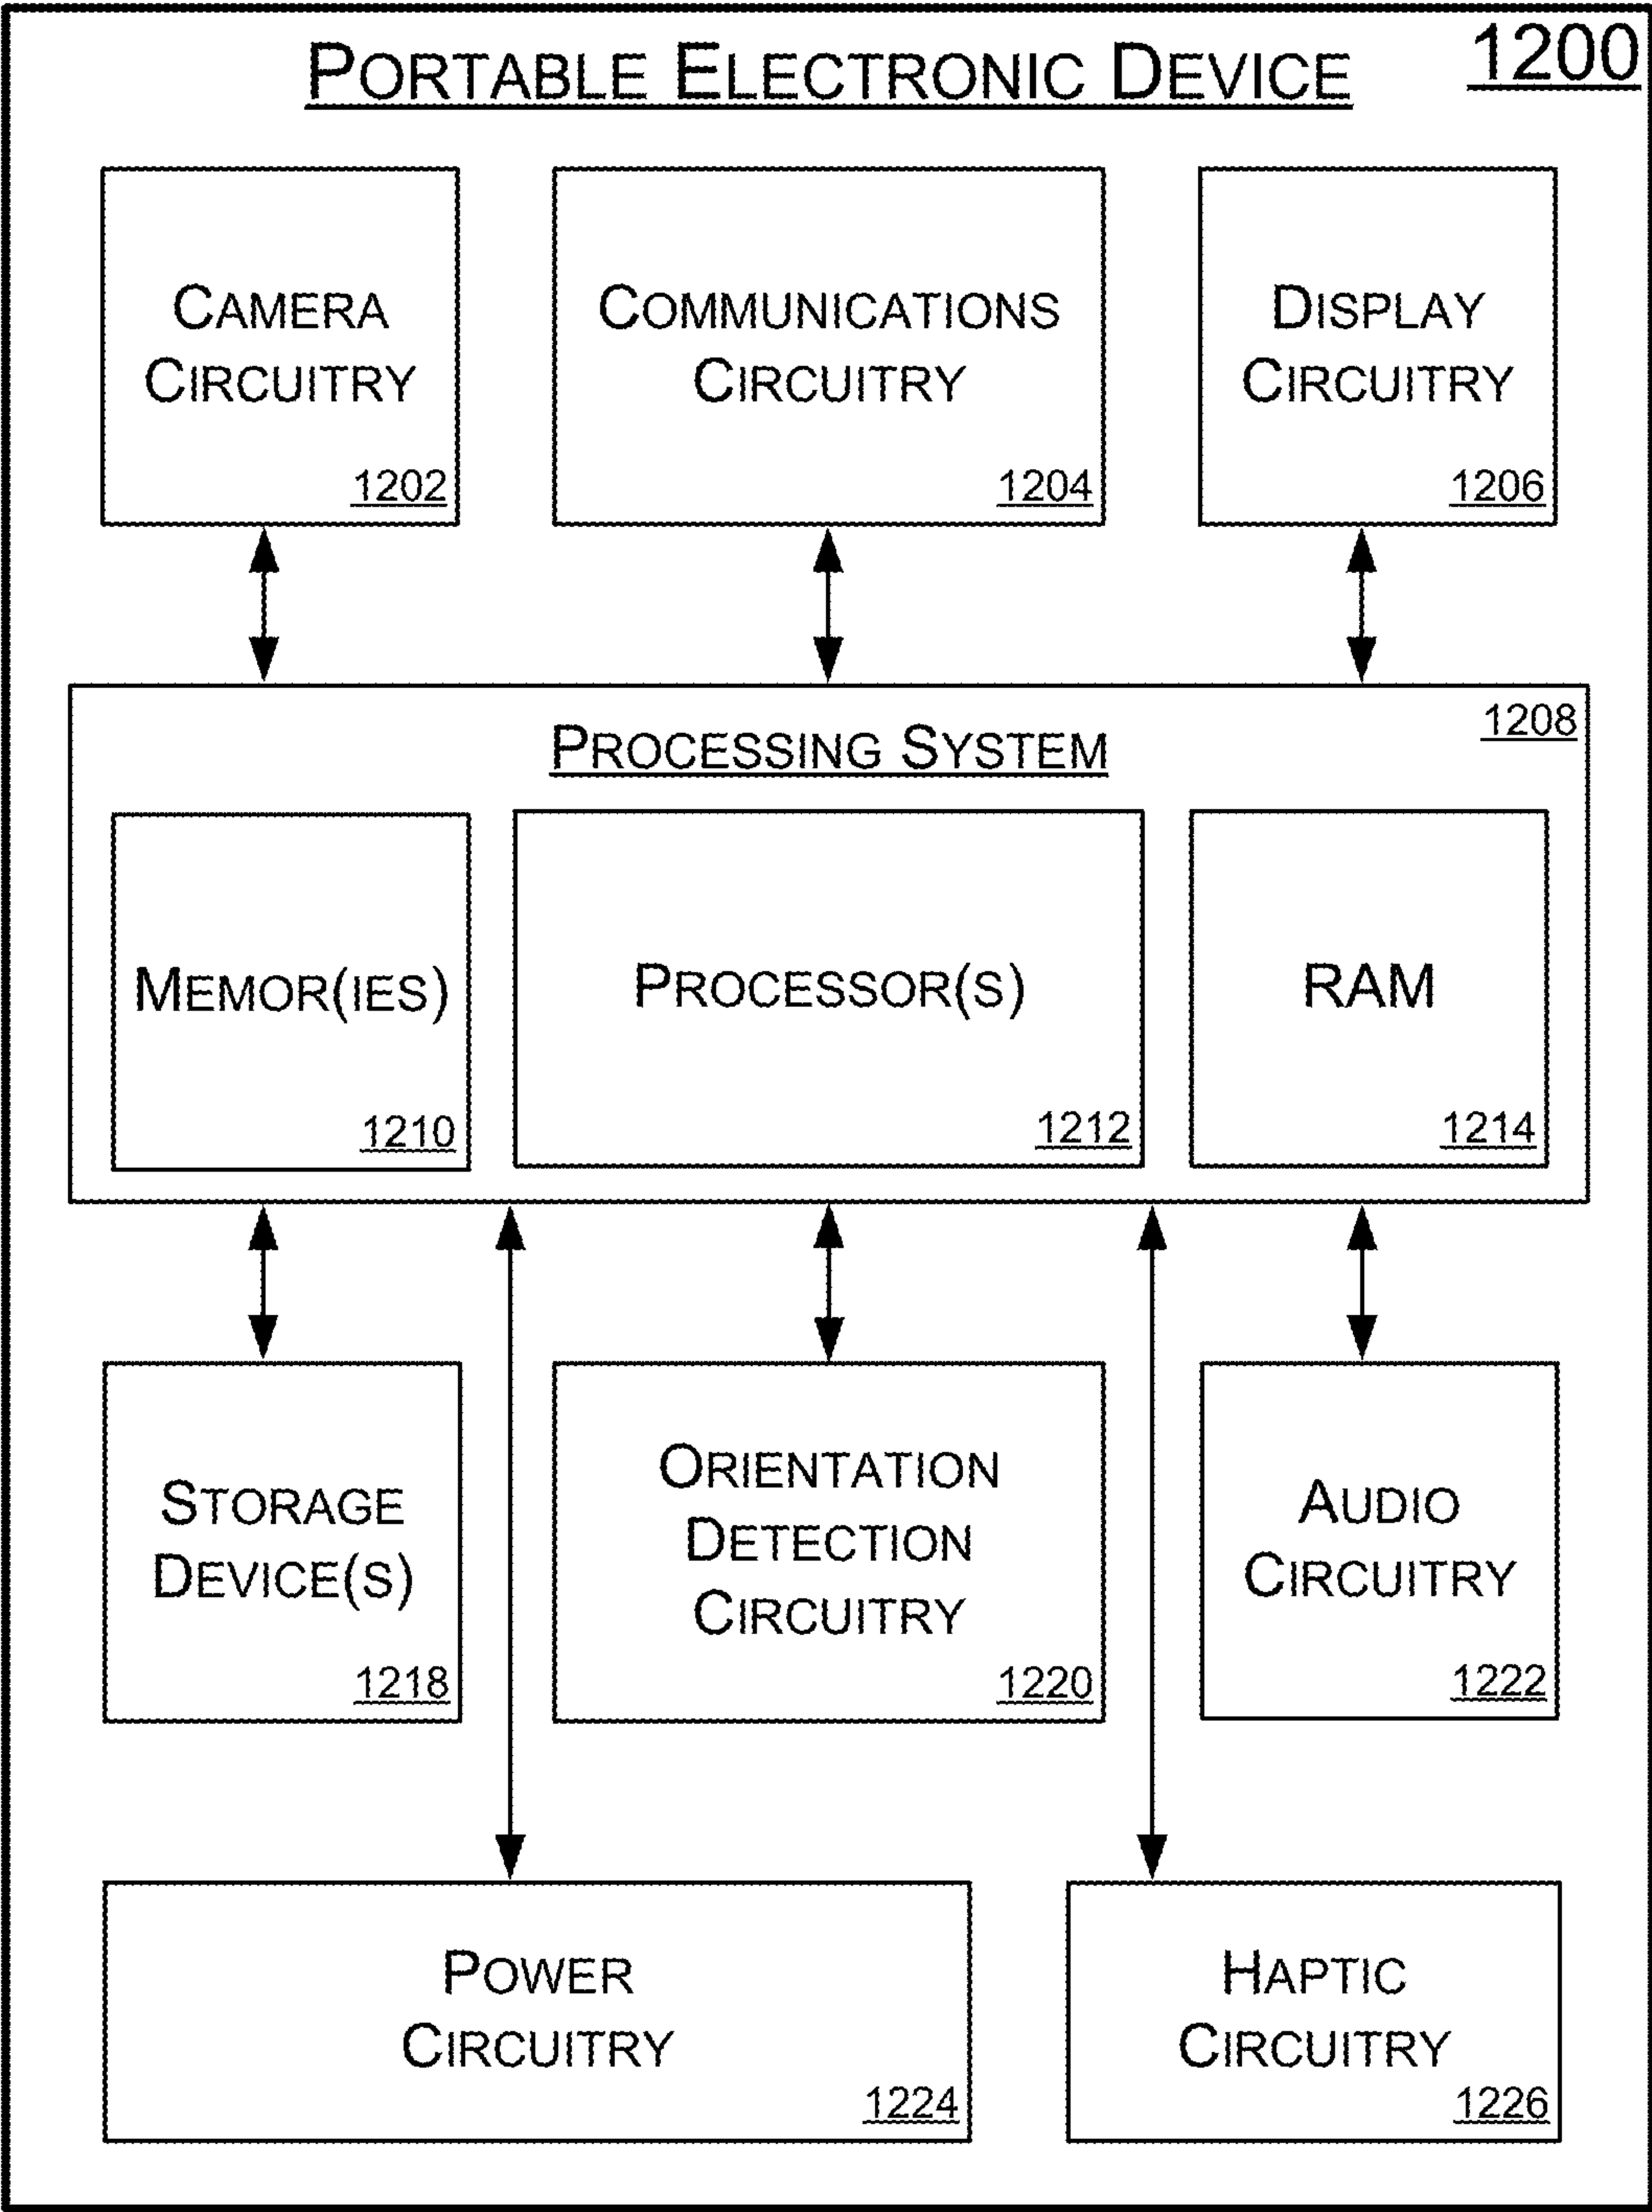 PORTABLE ELECTRONIC DEVICE 1200
CAMERA
CIRCUITRY
1202
COMMUNICATIONS
CIRCUITRY
1204
DISPLAY
CIRCUITRY
1206
1208
PROCESSING SYSTEM
MEMOR(IES)
1210
PROCESSOR(S)
1212
RAM
1214
STORAGE
DEVICE(S)
1218
ORIENTATION
DETECTION
CIRCUITRY
1220
AUDIO
CIRCUITRY
1222
POWER
CIRCUITRY
1224
HAPTIC
CIRCUITRY
1226